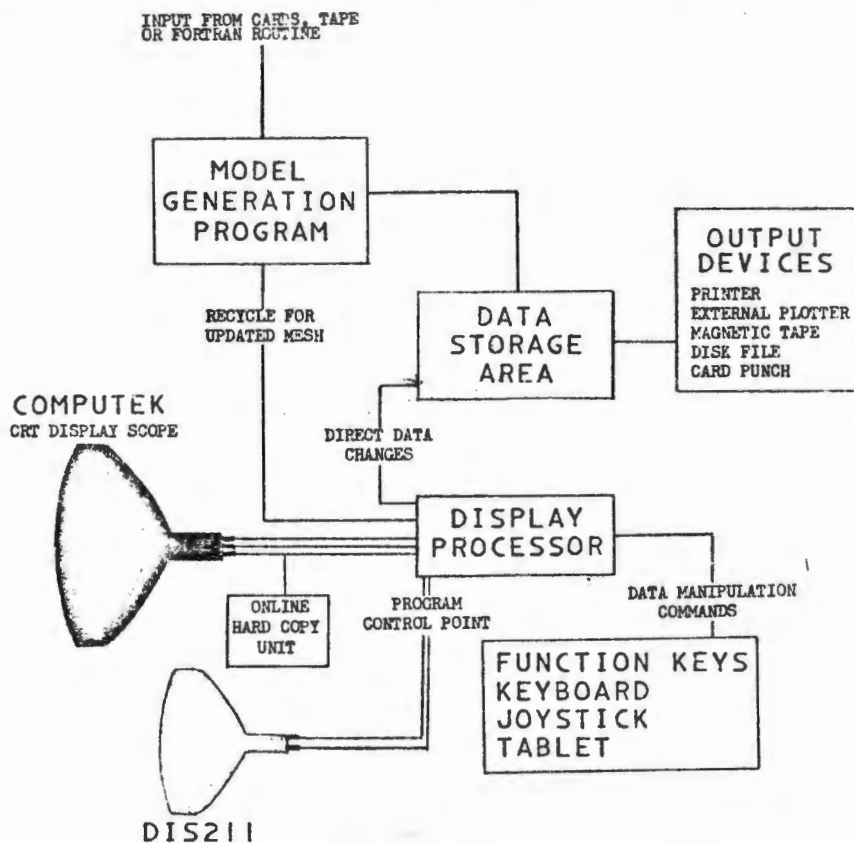 INPUT FROM CARDS, TAPE
OR FORTRAN ROUTINE
MODEL
GENERATION
PROGRAM
OUTPUT
DEVICES
PRINTER
EXTERNAL PLOTTER
MAGNETIC TAPE
DISK FILE
CARD PUNCH
RECYCLE FOR
UPDATED MESH
DATA
STORAGE
AREA
COMPUTEK
CRT DISPLAY SCOPE
DIRECT DATA
CHANGES
DISPLAY
PROCESSOR
ONLINE
HARD COPY
UNIT
PROGRAM
CONTROL POINT
DATA MANIPULATION
COMMANDS
FUNCTION KEYS
KEYBOARD
JOYSTICK
TABLET
DIS211